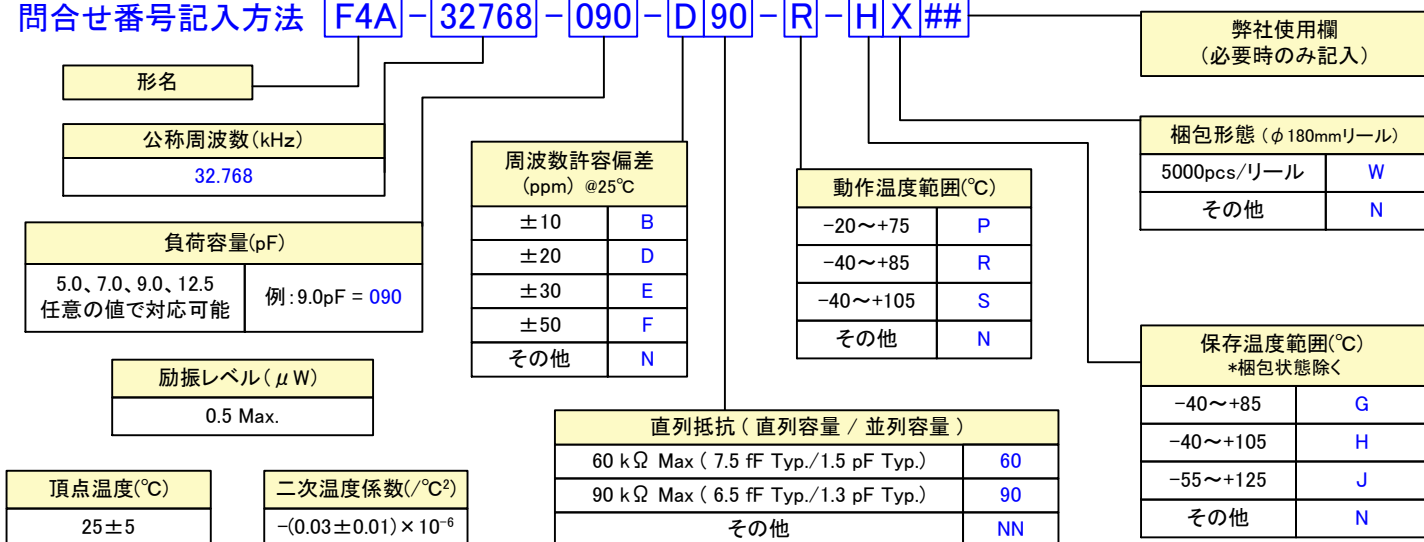 問合せ番号記入方法 F4A-32768-090-D90-R-HX##
弊社使用欄
(必要時のみ記入)
形名
公称周波数(kHz)
32.768
負荷容量(pF)
5.0、7.0、9.0、12.5
任意の値で対応可能
例:9.0pF = 090
励振レベル(μW)
0.5 Max.
頂点温度(℃)
25±5
二次温度係数(/℃²)
-(0.03±0.01)×10⁻⁶
周波数許容偏差
(ppm) @25℃
±10 B
±20 D
±30 E
±50 F
その他 N
直列抵抗 ( 直列容量 / 並列容量 )
60 kΩ Max ( 7.5 fF Typ./1.5 pF Typ.) 60
90 kΩ Max ( 6.5 fF Typ./1.3 pF Typ.) 90
その他 NN
動作温度範囲(℃)
-20~+75 P
-40~+85 R
-40~+105 S
その他 N
梱包形態 (φ180mmリール)
5000pcs/リール W
その他 N
保存温度範囲(℃)
*梱包状態除く
-40~+85 G
-40~+105 H
-55~+125 J
その他 N